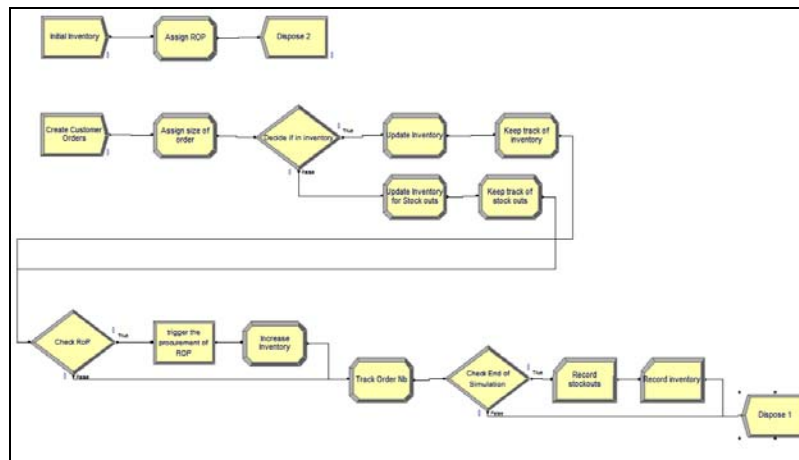 Initial Inventory
Assign ROP
Dispose 2
Create Customer
Orders
Assign size of
order
Decide if in inventory
True
False
Update Inventory
Keep track of
inventory
Update Inventory
for Stock outs
Keep track of
stock outs
Check RoP
True
False
trigger the
procurement of
ROP
Increase
Inventory
Track Order Nb
Check End of
Simulation
True
False
Record
stockouts
Record inventory
Dispose 1